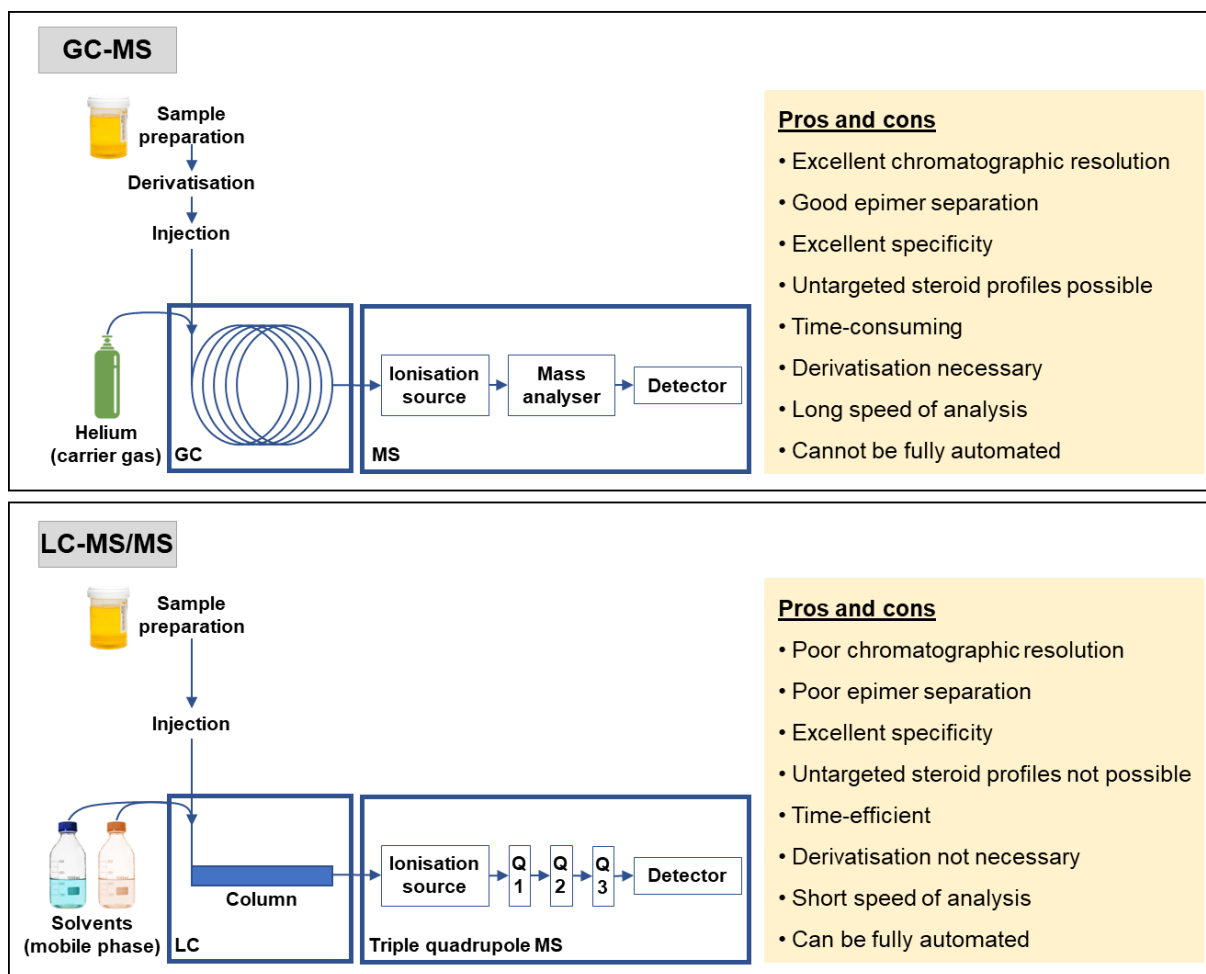 GC-MS
Sample
preparation
Derivatisation
Injection
Helium
(carrier gas)
GC
Ionisation
source
Mass
analyser
Detector
MS
Pros and cons
• Excellent chromatographic resolution
• Good epimer separation
• Excellent specificity
• Untargeted steroid profiles possible
• Time-consuming
• Derivatisation necessary
• Long speed of analysis
• Cannot be fully automated
LC-MS/MS
Sample
preparation
Injection
Solvents
(mobile phase)
Column
LC
Ionisation
source
Q
1
Q
2
Q
3
Detector
Triple quadrupole MS
Pros and cons
• Poor chromatographic resolution
• Poor epimer separation
• Excellent specificity
• Untargeted steroid profiles not possible
• Time-efficient
• Derivatisation not necessary
• Short speed of analysis
• Can be fully automated